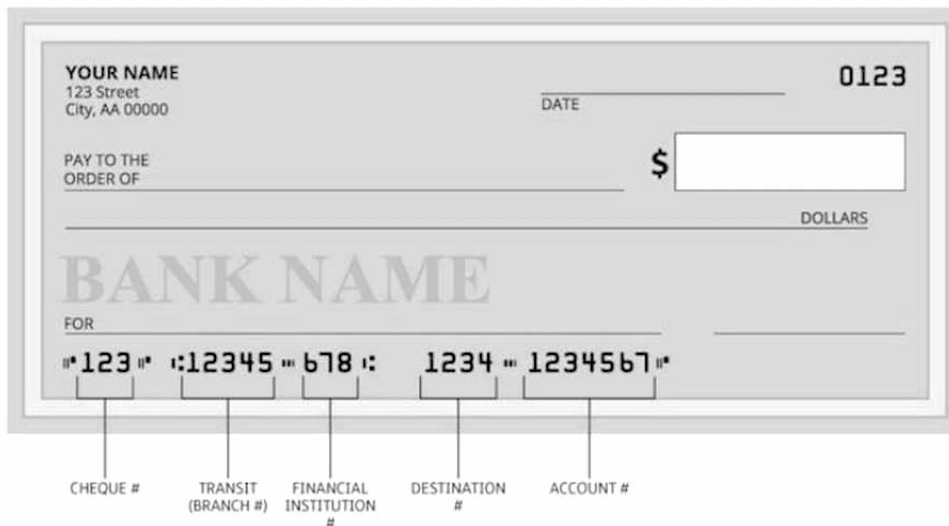 YOUR NAME
123 Street
City, AA 00000
0123
DATE
PAY TO THE
ORDER OF
$
DOLLARS
BANK NAME
FOR
⑈123⑈ ⑆12345⑉678⑆ 1234⑉1234567⑈
CHEQUE #
TRANSIT
(BRANCH #)
FINANCIAL
INSTITUTION
#
DESTINATION
#
ACCOUNT #